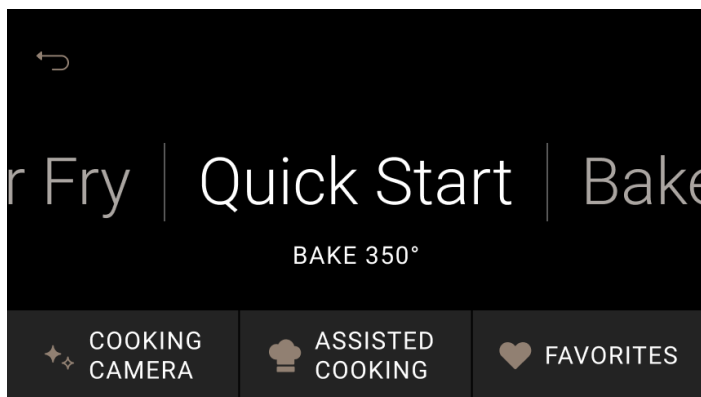 r Fry
Quick Start
Bake
BAKE 350°
COOKING
CAMERA
ASSISTED
COOKING
FAVORITES